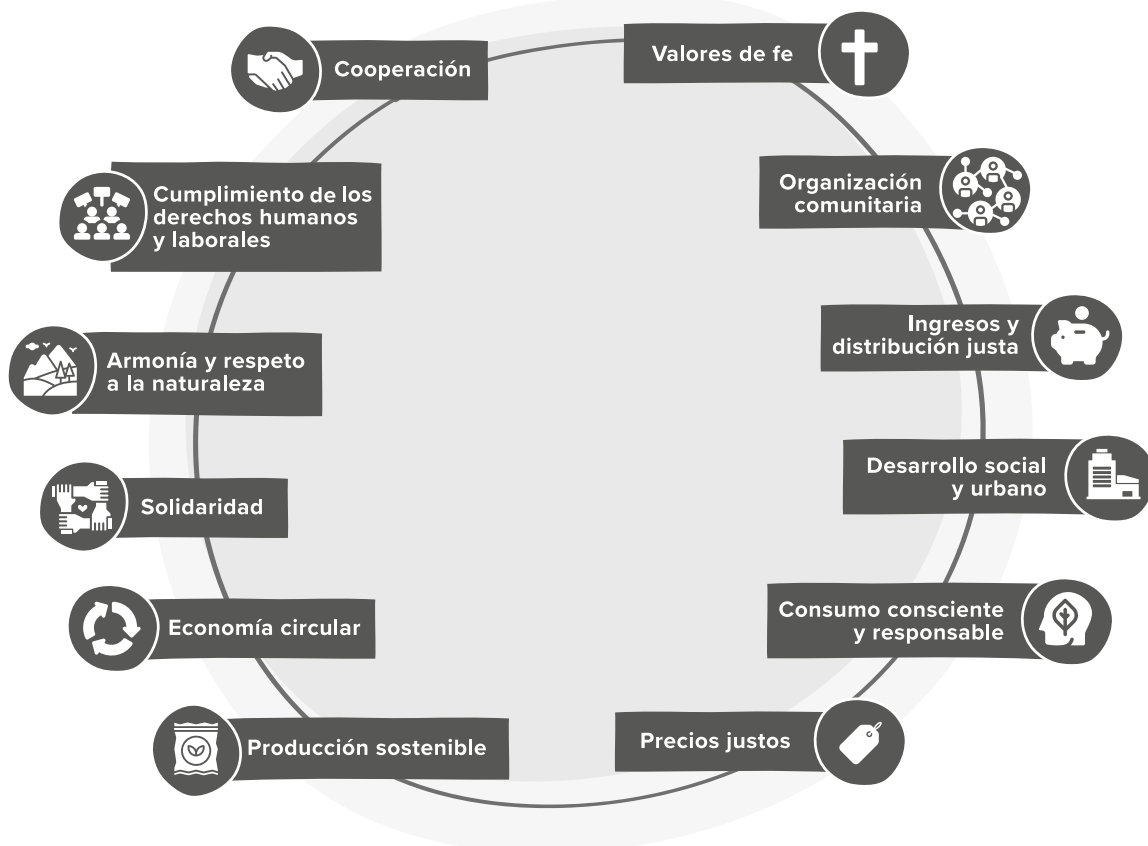 Cooperación
Valores de fe
Cumplimiento de los
derechos humanos
y laborales
Organización
comunitaria
Armonía y respeto
a la naturaleza
Ingresos y
distribución justa
Solidaridad
Desarrollo social
y urbano
Economía circular
Consumo consciente
y responsable
Producción sostenible
Precios justos